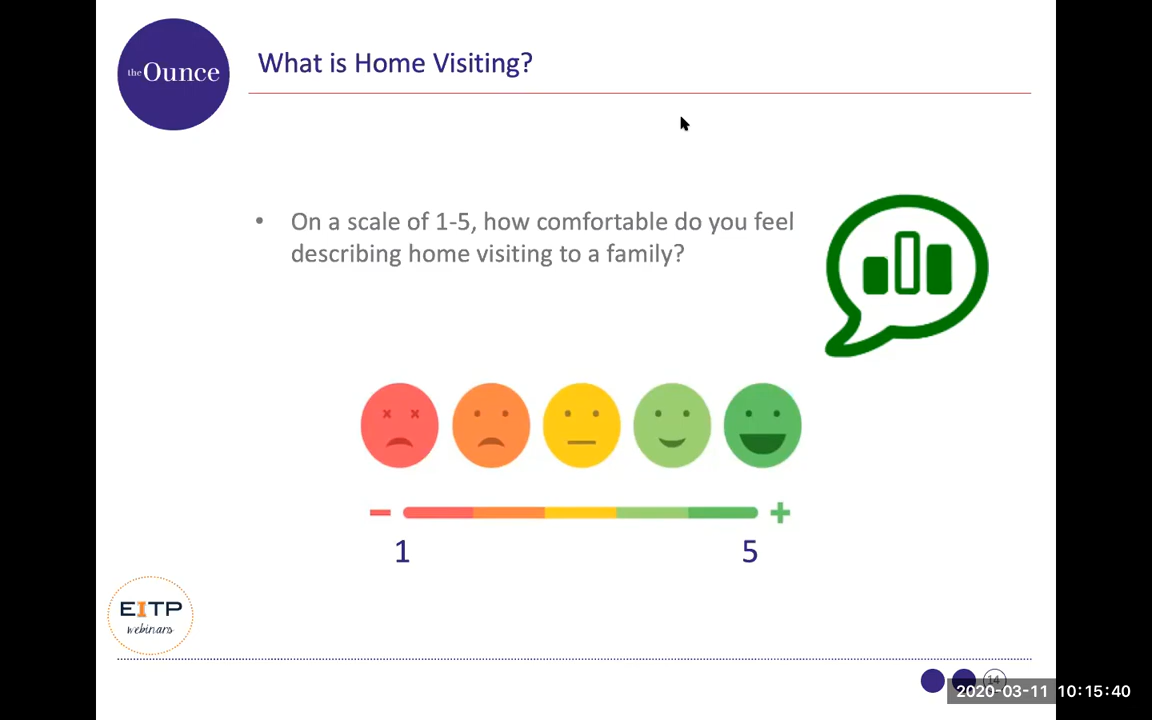 the Ounce
What is Home Visiting?
• On a scale of 1-5, how comfortable do you feel
describing home visiting to a family?
1 5
EITP
webinars
14
2020-03-11 10:15:40